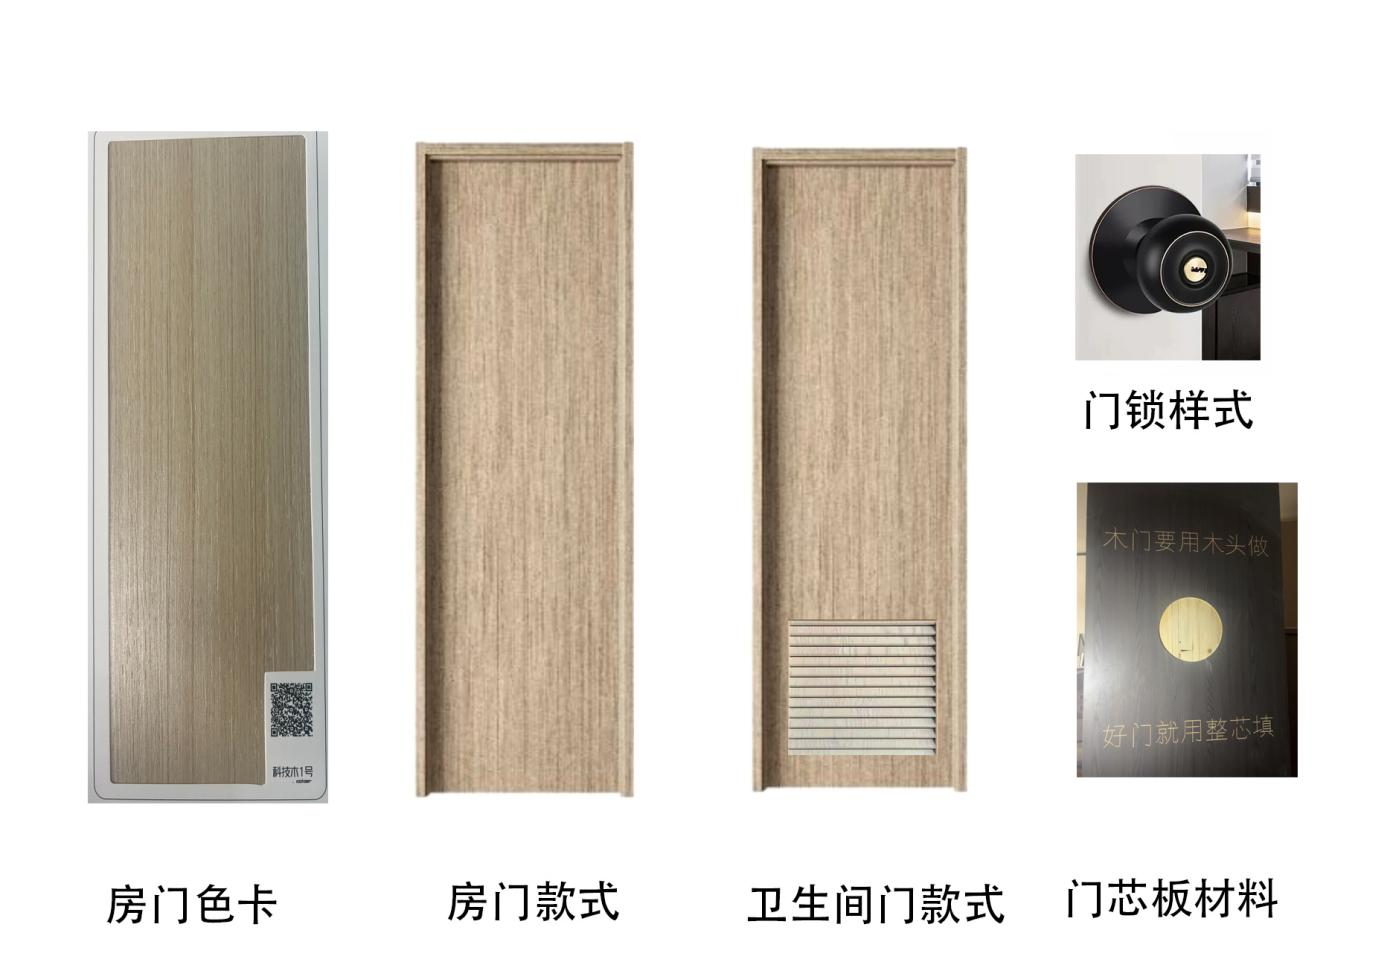 科技木1号
门锁样式
木门要用木头做
好门就用整芯填
房门色卡
房门款式
卫生间门款式
门芯板材料